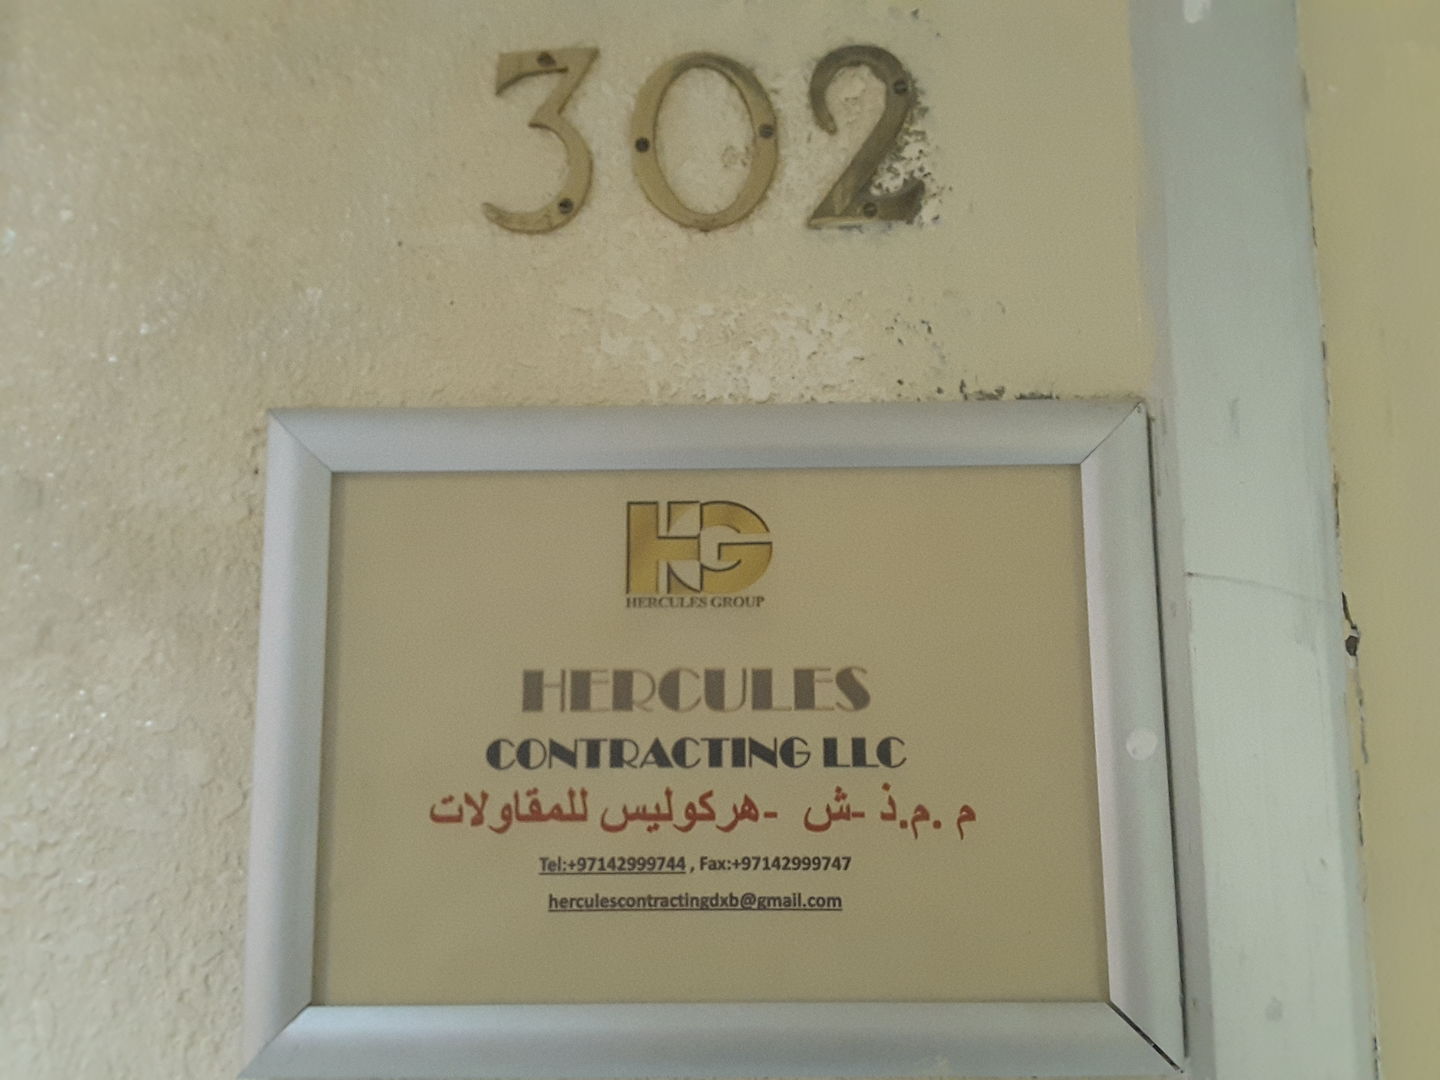 302
HG
HERCULES GROUP
HERCULES
CONTRACTING LLC
م .م.ذ -ش -هركوليس للمقاولات
Tel:+97142999744 , Fax:+97142999747
herculescontractingdxb@gmail.com